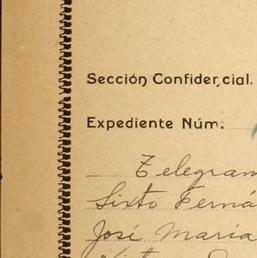 Sección Confidencial.
Expediente Núm.
Telegram
Sixto Ferná
José María